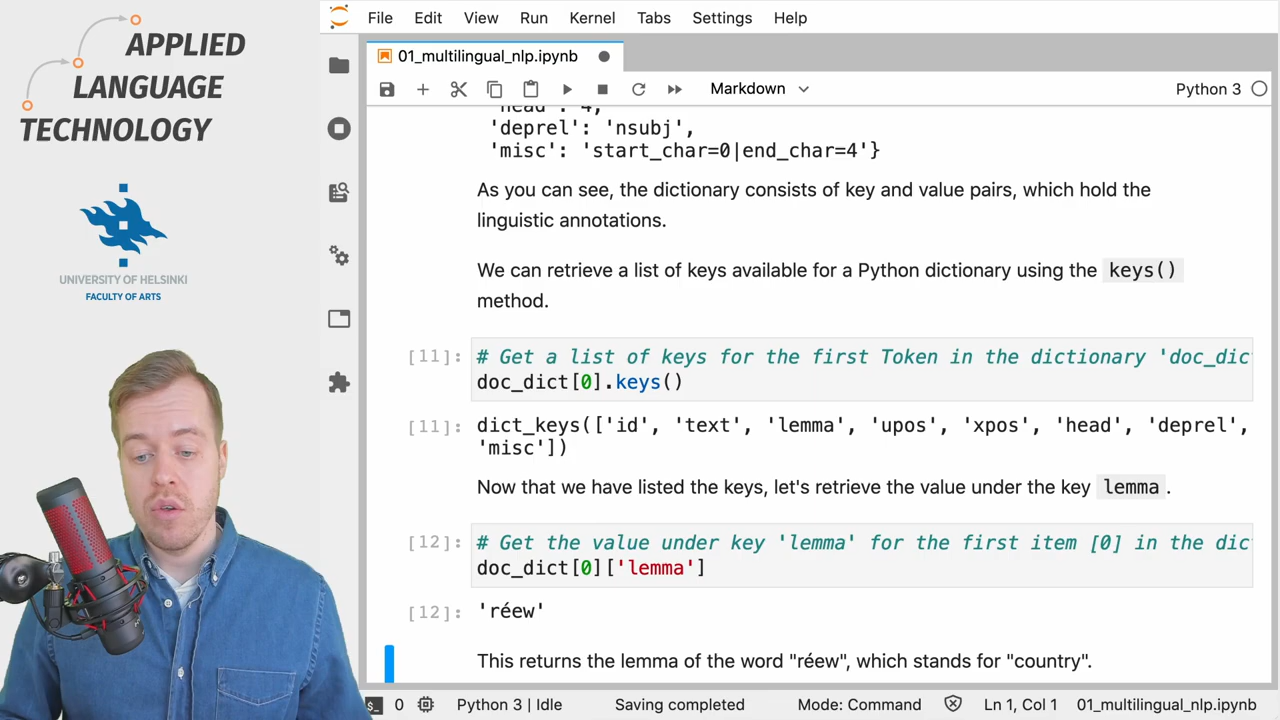 APPLIED
LANGUAGE
TECHNOLOGY
UNIVERSITY OF HELSINKI
FACULTY OF ARTS
File Edit View Run Kernel Tabs Settings Help
01_multilingual_nlp.ipynb
Markdown
Python 3
'head': 4,
'deprel': 'nsubj',
'misc': 'start_char=0|end_char=4'}
As you can see, the dictionary consists of key and value pairs, which hold the
linguistic annotations.
We can retrieve a list of keys available for a Python dictionary using the keys()
method.
[11]: # Get a list of keys for the first Token in the dictionary 'doc_dic
doc_dict[0].keys()
[11]: dict_keys(['id', 'text', 'lemma', 'upos', 'xpos', 'head', 'deprel',
'misc'])
Now that we have listed the keys, let's retrieve the value under the key lemma .
[12]: # Get the value under key 'lemma' for the first item [0] in the dic
doc_dict[0]['lemma']
[12]: 'réew'
This returns the lemma of the word "réew", which stands for "country".
0 Python 3 | Idle Saving completed Mode: Command Ln 1, Col 1 01_multilingual_nlp.ipynb